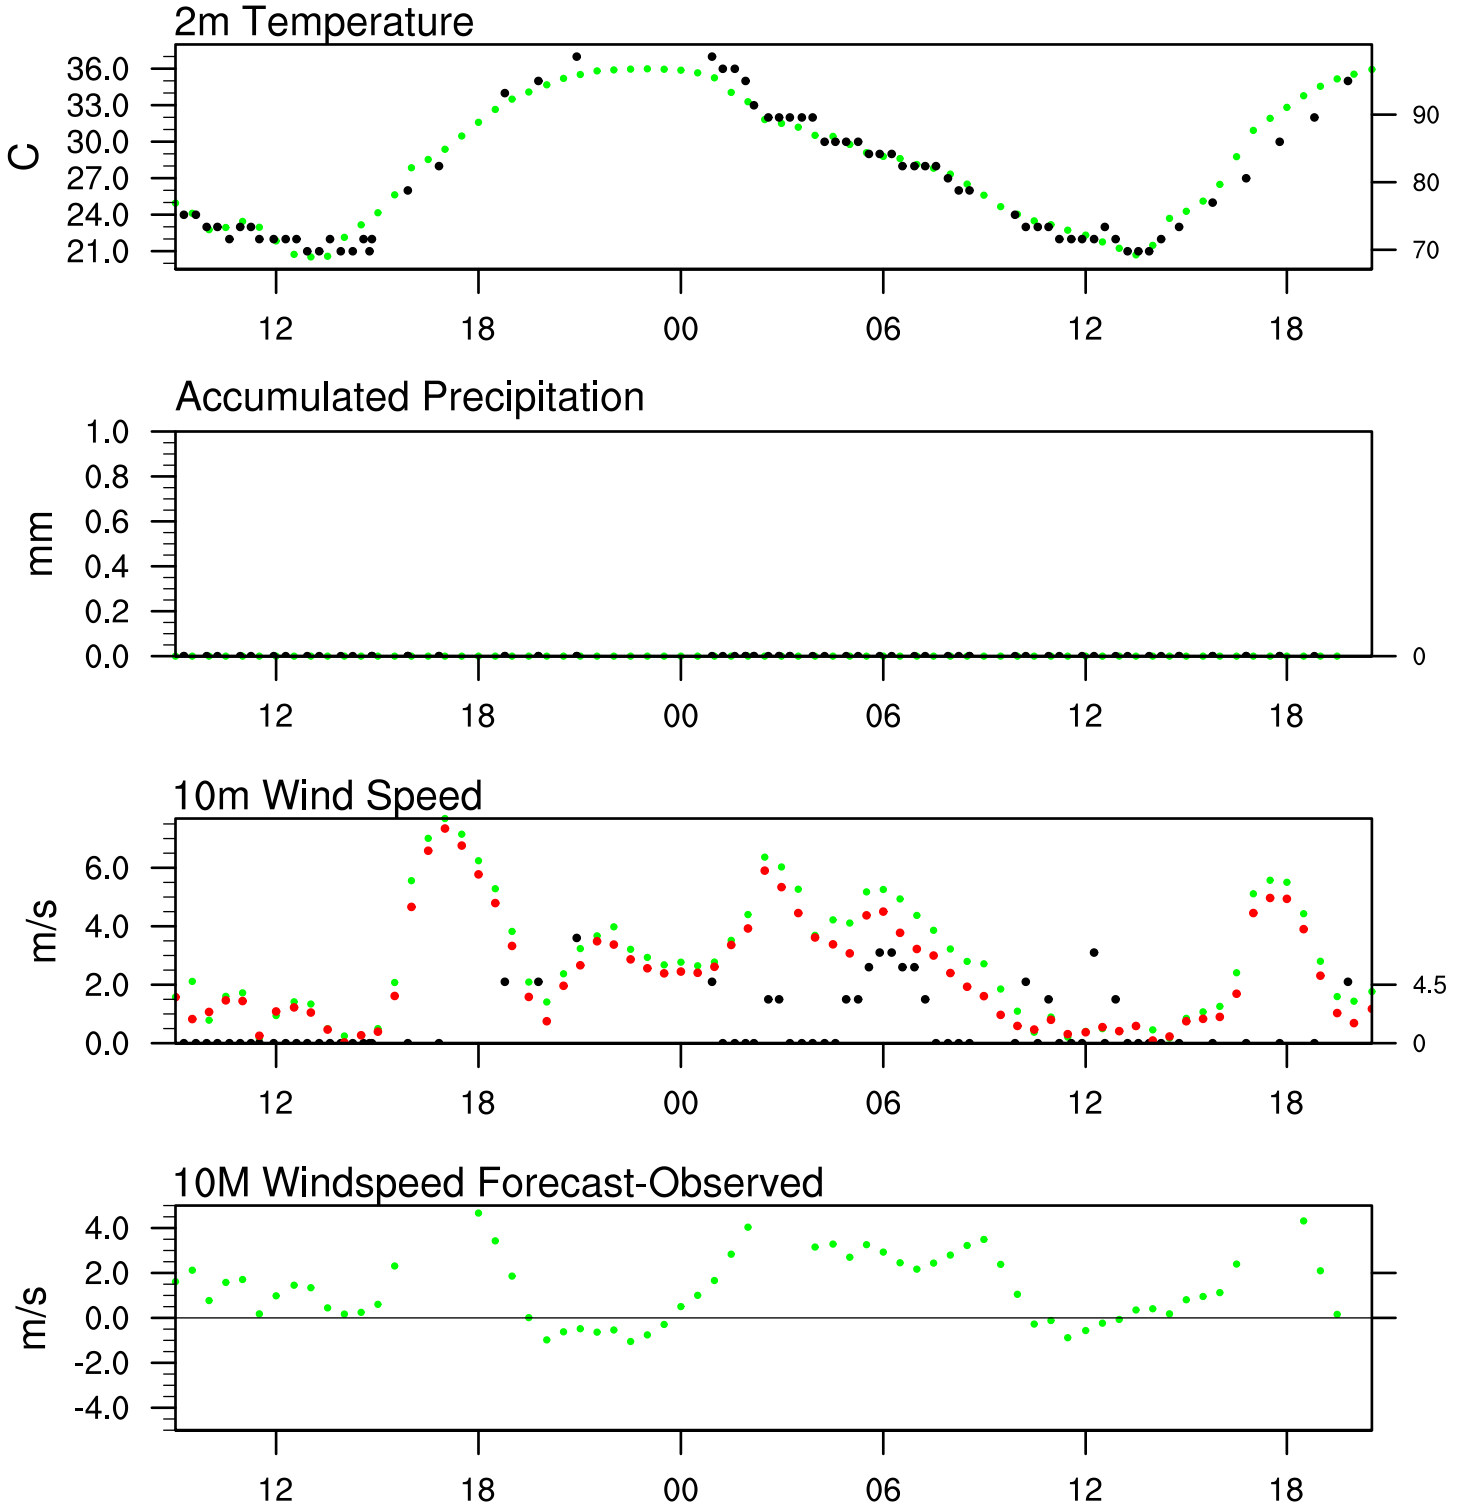 2m Temperature
36.0
33.0
30.0
27.0
24.0
21.0
C
90
80
70
12 18 00 06 12 18
Accumulated Precipitation
1.0
0.8
0.6
0.4
0.2
0.0
mm
0
12 18 00 06 12 18
10m Wind Speed
6.0
4.0
2.0
0.0
m/s
4.5
0
12 18 00 06 12 18
10M Windspeed Forecast-Observed
4.0
2.0
0.0
-2.0
-4.0
m/s
12 18 00 06 12 18